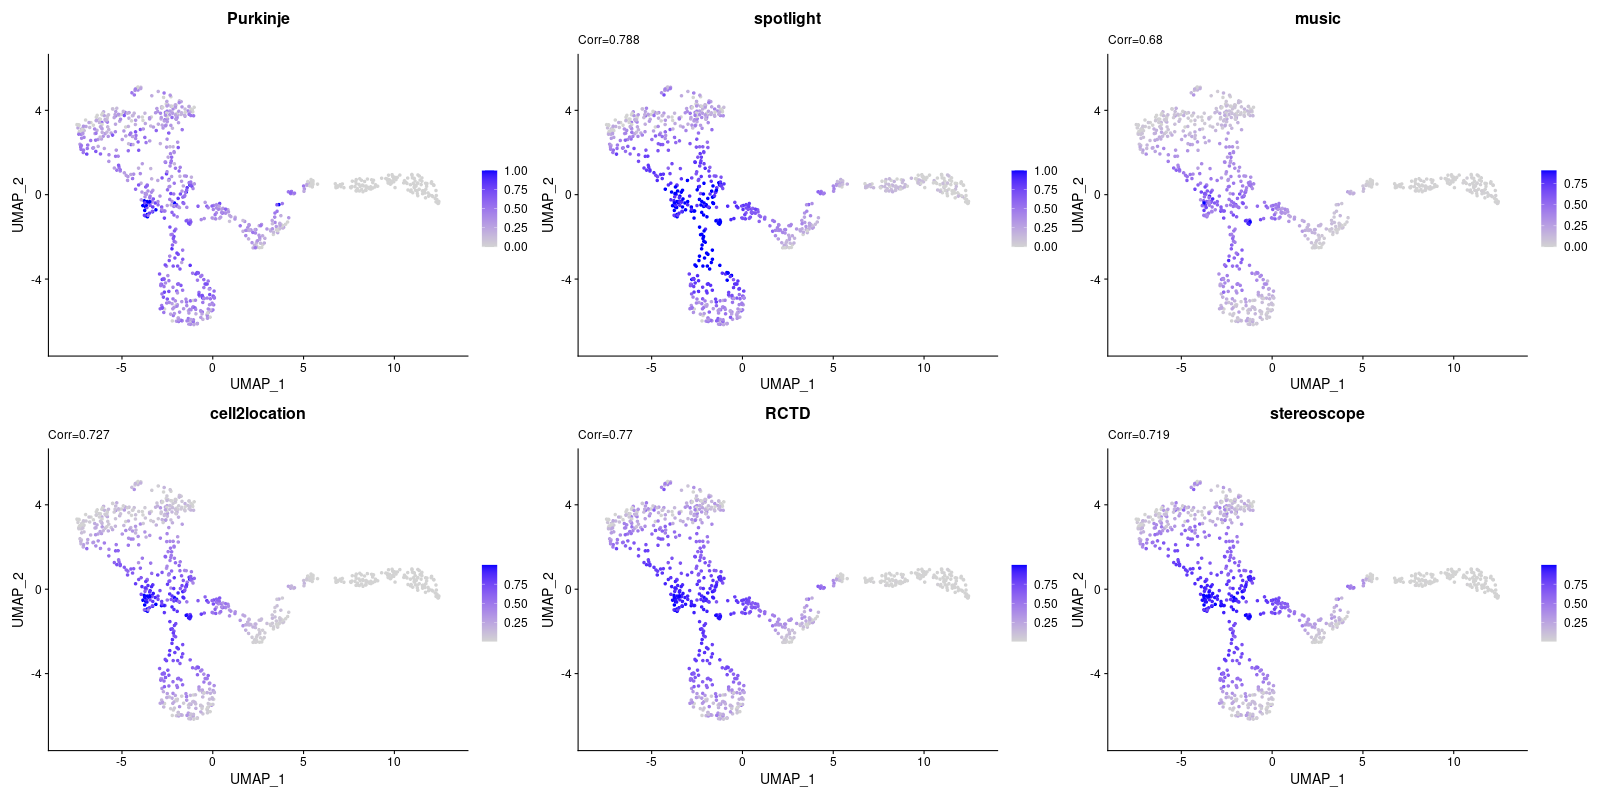 Purkinje
UMAP_2
4
0
-4
-5
0
5
10
UMAP_1
1.00
0.75
0.50
0.25
0.00
spotlight
Corr=0.788
UMAP_2
4
0
-4
-5
0
5
10
UMAP_1
1.00
0.75
0.50
0.25
0.00
music
Corr=0.68
UMAP_2
4
0
-4
-5
0
5
10
UMAP_1
0.75
0.50
0.25
0.00
cell2location
Corr=0.727
UMAP_2
4
0
-4
-5
0
5
10
UMAP_1
0.75
0.50
0.25
RCTD
Corr=0.77
UMAP_2
4
0
-4
-5
0
5
10
UMAP_1
0.75
0.50
0.25
stereoscope
Corr=0.719
UMAP_2
4
0
-4
-5
0
5
10
UMAP_1
0.75
0.50
0.25